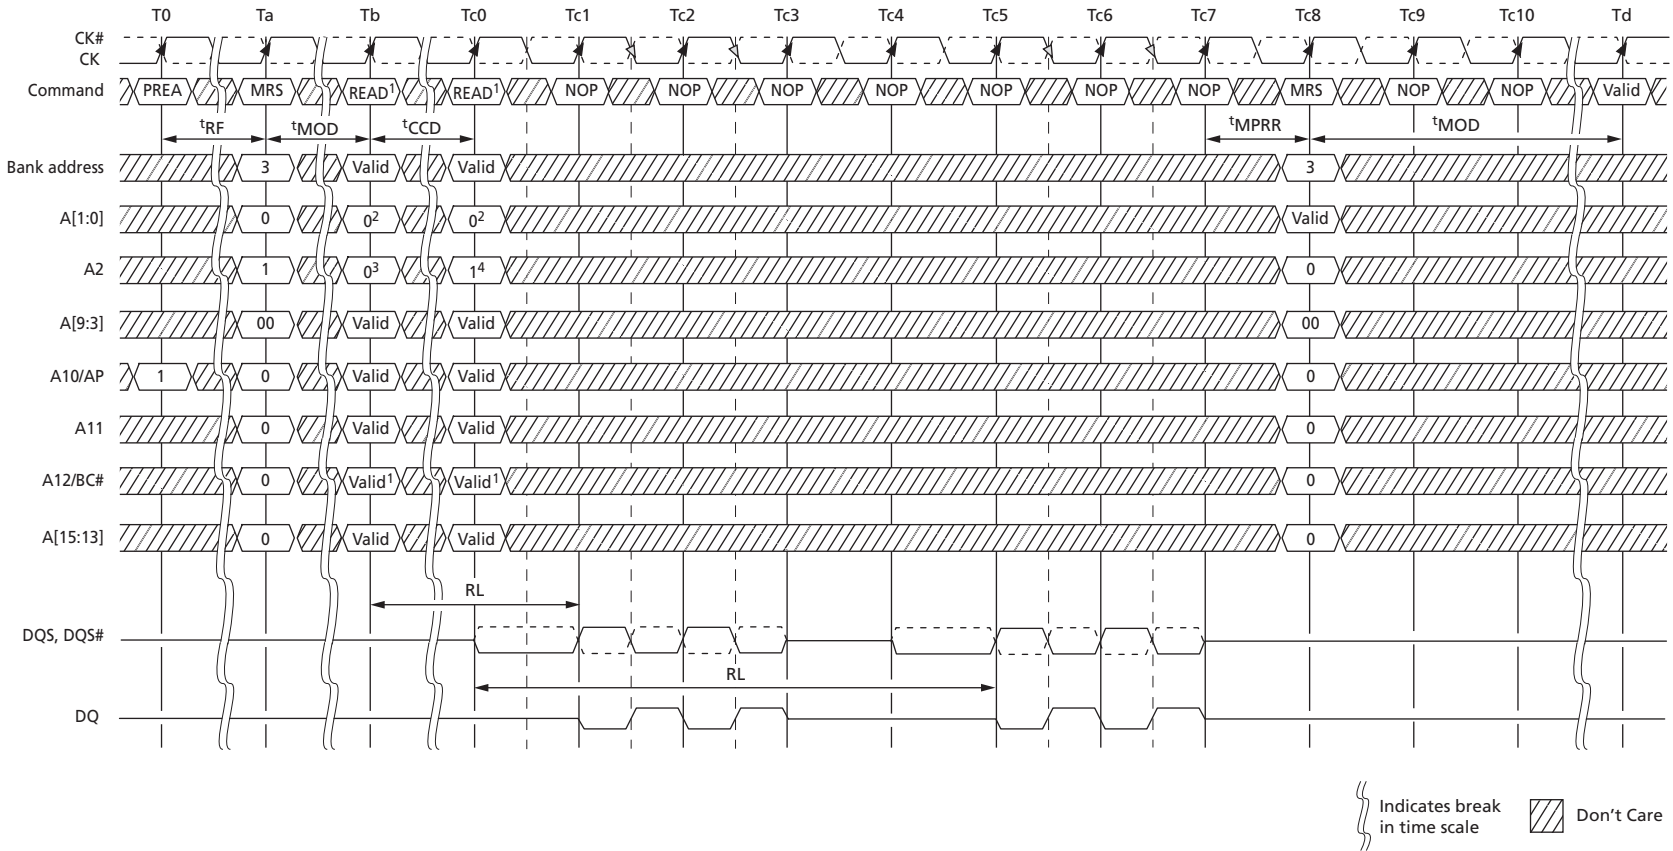 T0 Ta Tb Tc0 Tc1 Tc2 Tc3 Tc4 Tc5 Tc6 Tc7 Tc8 Tc9 Tc10 Td
CK#
CK
Command PREA MRS READ1 READ1 NOP NOP NOP NOP NOP NOP NOP MRS NOP NOP Valid
tRF tMOD tCCD tMPRR tMOD
Bank address 3 Valid Valid 3
A[1:0] 0 02 02 Valid
A2 1 03 14 0
A[9:3] 00 Valid Valid 00
A10/AP 1 0 Valid Valid 0
A11 0 Valid Valid 0
A12/BC# 0 Valid1 Valid1 0
A[15:13] 0 Valid Valid 0
RL
DQS, DQS#
RL
DQ
Indicates break
in time scale
Don't Care